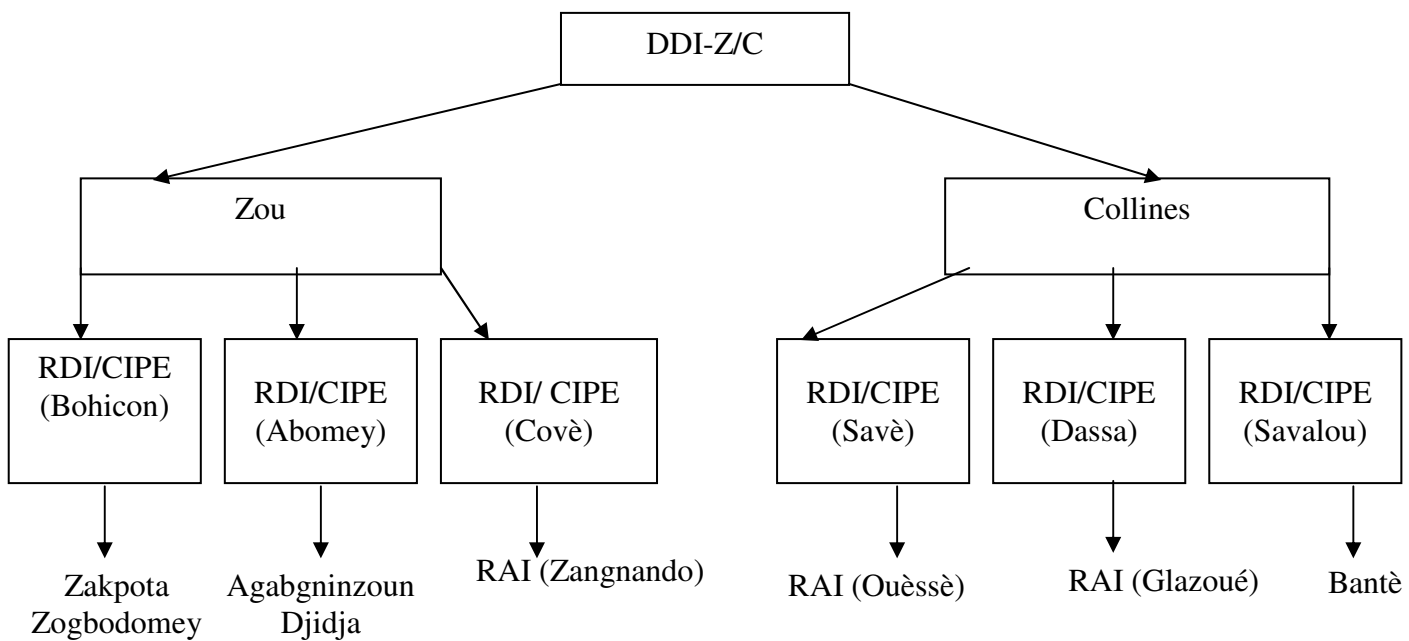 DDI-Z/C
Zou
Collines
RDI/CIPE
(Bohicon)
RDI/CIPE
(Abomey)
RDI/ CIPE
(Covè)
RDI/CIPE
(Savè)
RDI/CIPE
(Dassa)
RDI/CIPE
(Savalou)
Zakpota
Zogbodomey
Agabgninzoun
Djidja
RAI (Zangnando)
RAI (Ouèssè)
RAI (Glazoué)
Bantè